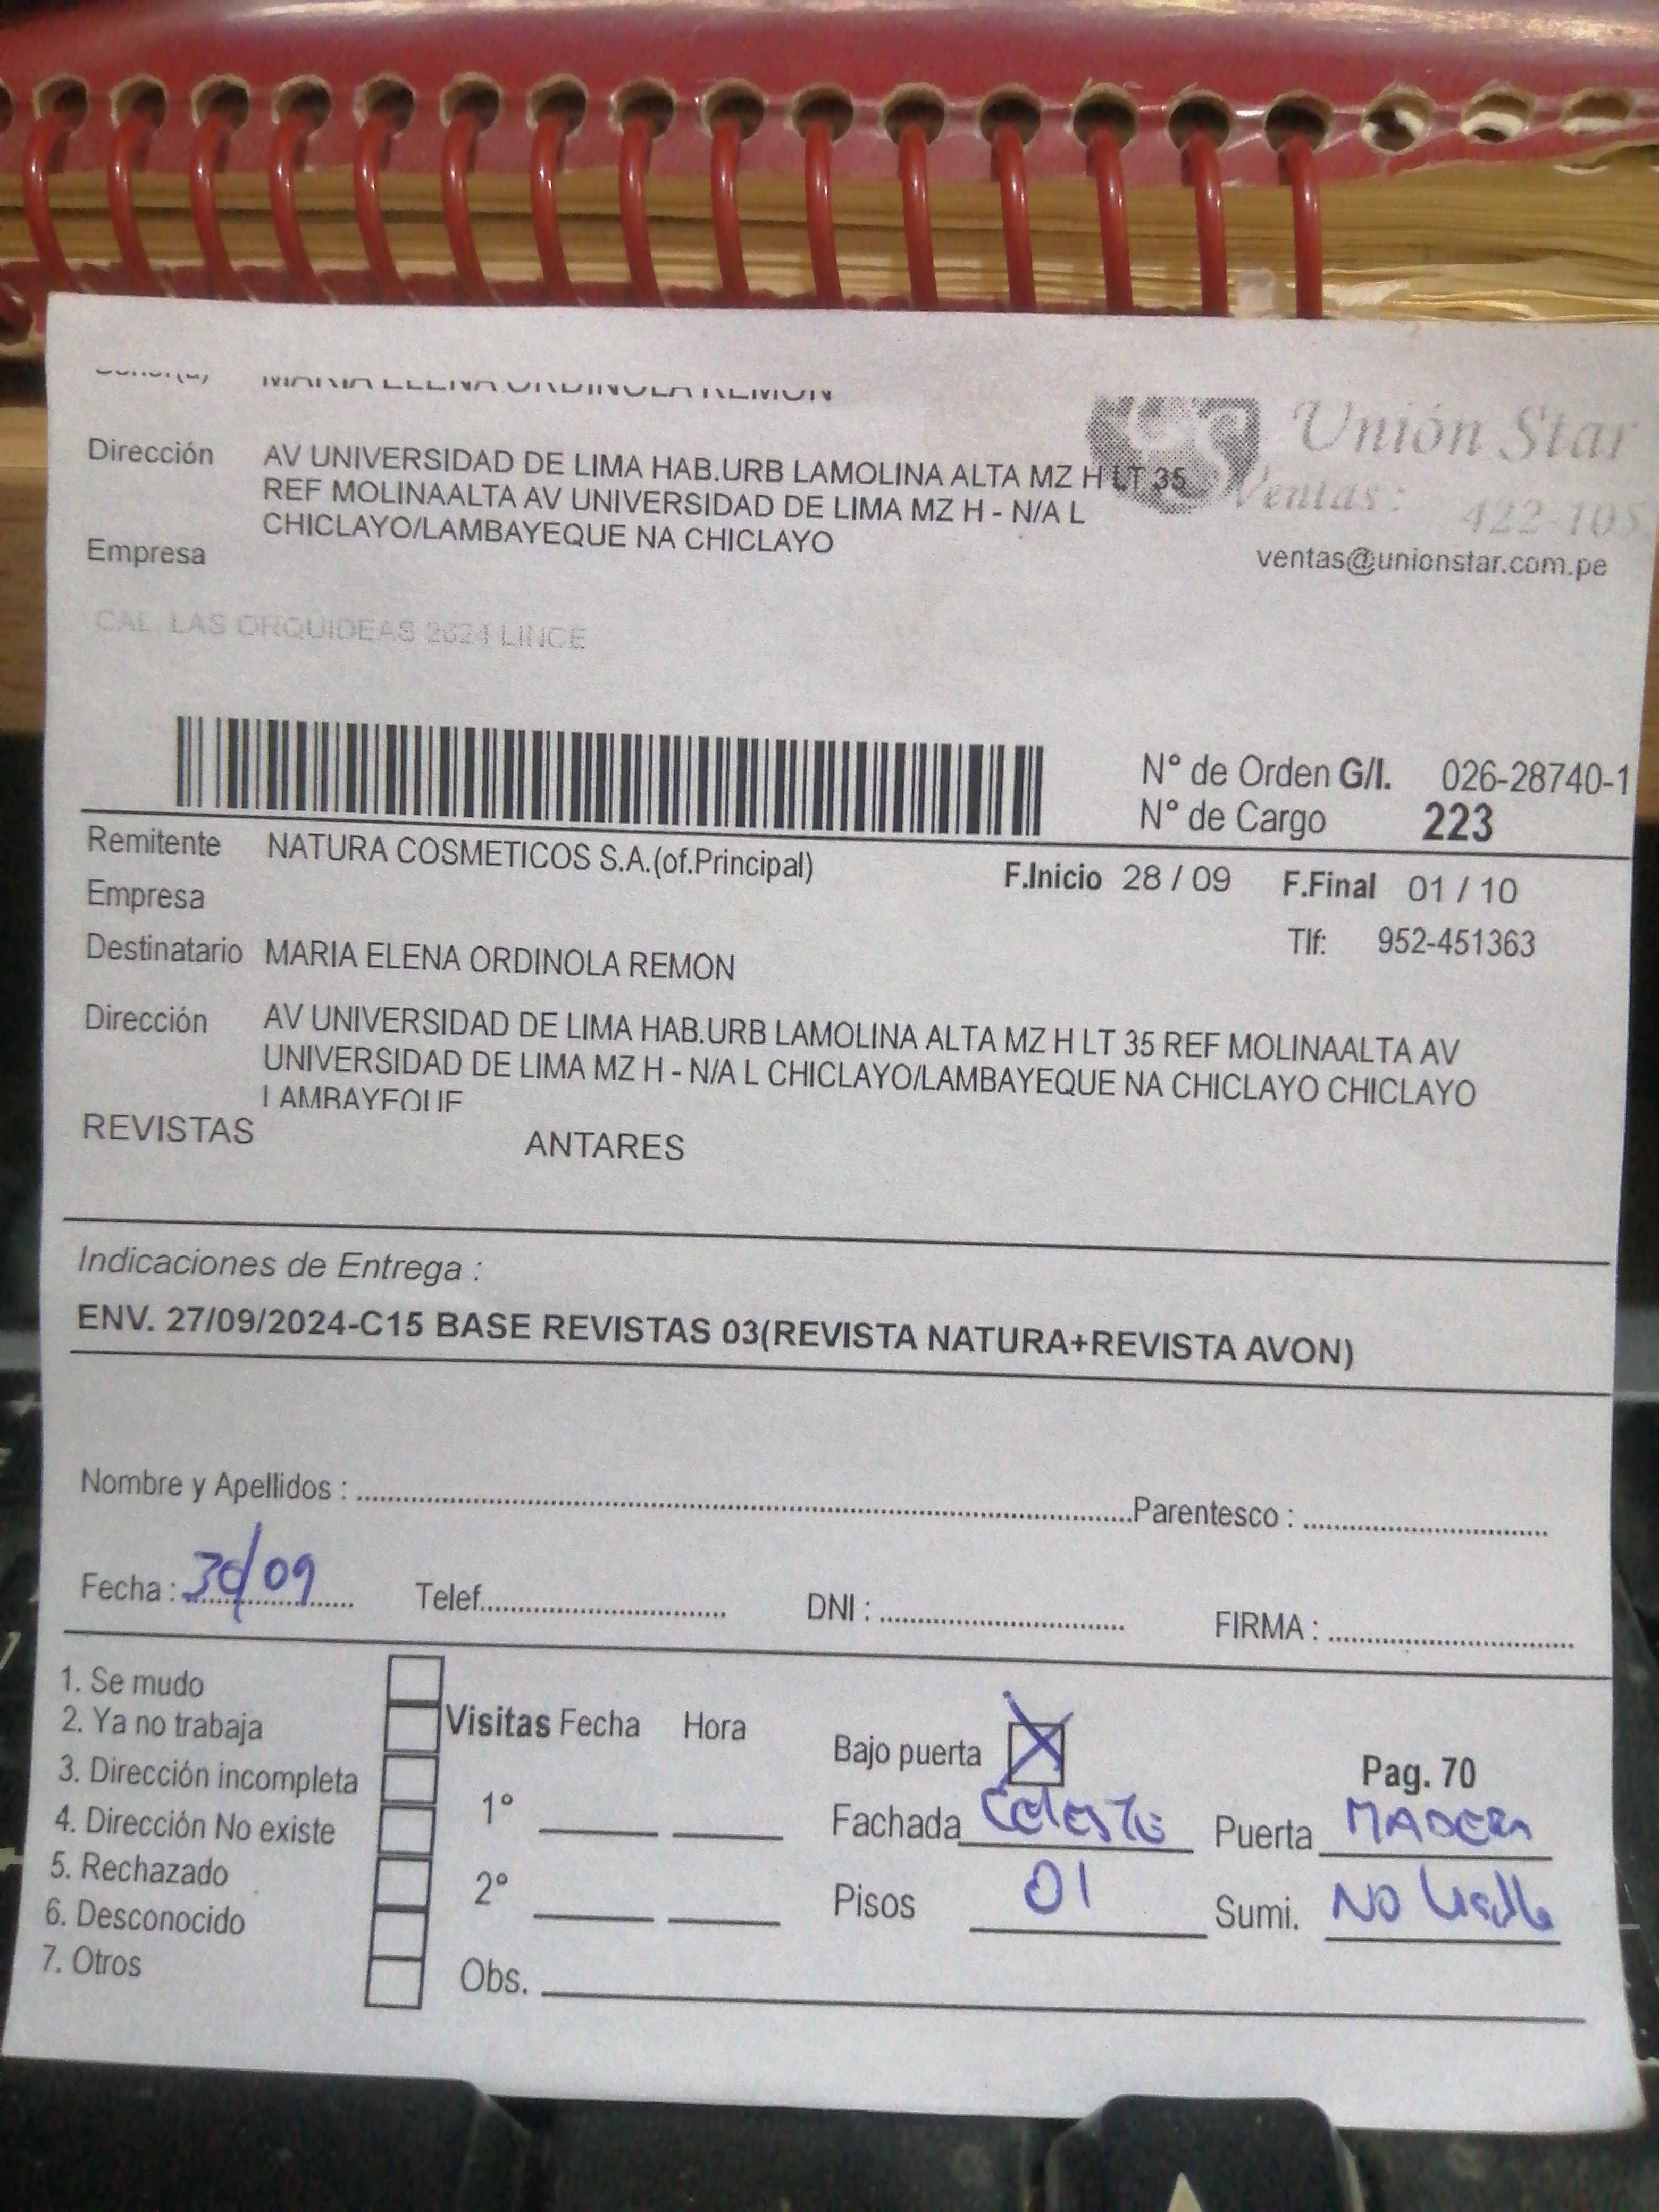 Señor(a) MARIA ELENA ORDINOLA REMON
Unión Star
Dirección AV UNIVERSIDAD DE LIMA HAB.URB LAMOLINA ALTA MZ H LT 35
REF MOLINAALTA AV UNIVERSIDAD DE LIMA MZ H - N/A L
Ventas: 422-105
CHICLAYO/LAMBAYEQUE NA CHICLAYO
Empresa
ventas@unionstar.com.pe
CAL. LAS ORQUIDEAS 2624 LINCE
N° de Orden G/I. 026-28740-1
N° de Cargo 223
Remitente NATURA COSMETICOS S.A.(of.Principal)
F.Inicio 28 / 09 F.Final 01 / 10
Empresa
Tlf: 952-451363
Destinatario MARIA ELENA ORDINOLA REMON
Dirección AV UNIVERSIDAD DE LIMA HAB.URB LAMOLINA ALTA MZ H LT 35 REF MOLINAALTA AV
UNIVERSIDAD DE LIMA MZ H - N/A L CHICLAYO/LAMBAYEQUE NA CHICLAYO CHICLAYO
LAMBAYEQUE
REVISTAS ANTARES
Indicaciones de Entrega :
ENV. 27/09/2024-C15 BASE REVISTAS 03(REVISTA NATURA+REVISTA AVON)
Nombre y Apellidos : Parentesco :
Fecha : 30/09 Telef. DNI : FIRMA :
1. Se mudo
2. Ya no trabaja
3. Dirección incompleta
4. Dirección No existe
5. Rechazado
6. Desconocido
7. Otros
Visitas Fecha Hora
1°
2°
Obs.
Bajo puerta X
Pag. 70
Fachada Celeste Puerta MADERA
Pisos 01 Sumi. NO